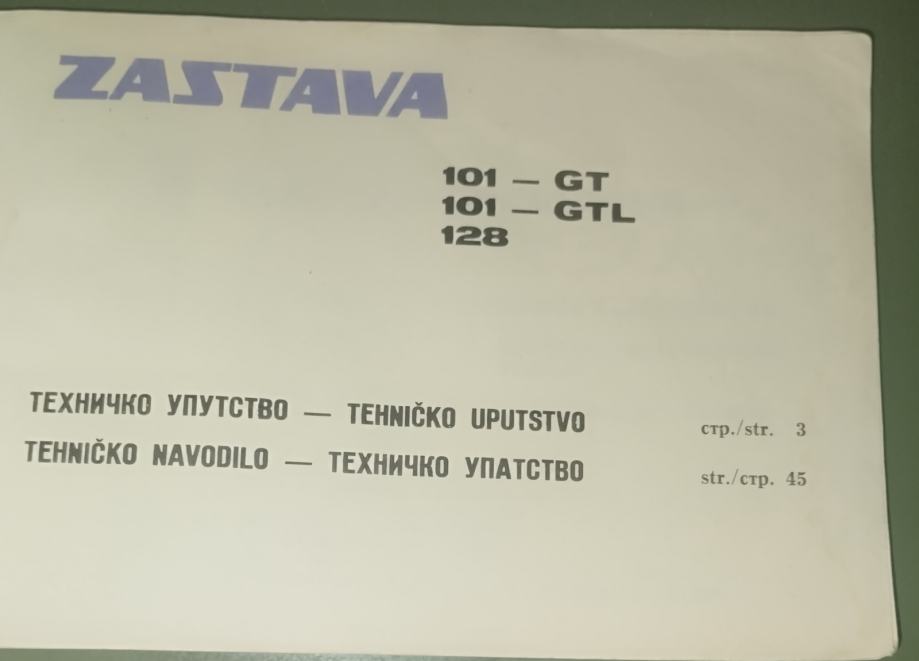 ZASTAVA
101 — GT
101 — GTL
128
ТЕХНИЧКО УПУТСТВО — TEHNIČKO UPUTSTVO стр./str. 3
TEHNIČKO NAVODILO — ТЕХНИЧКО УПАТСТВО str./стр. 45